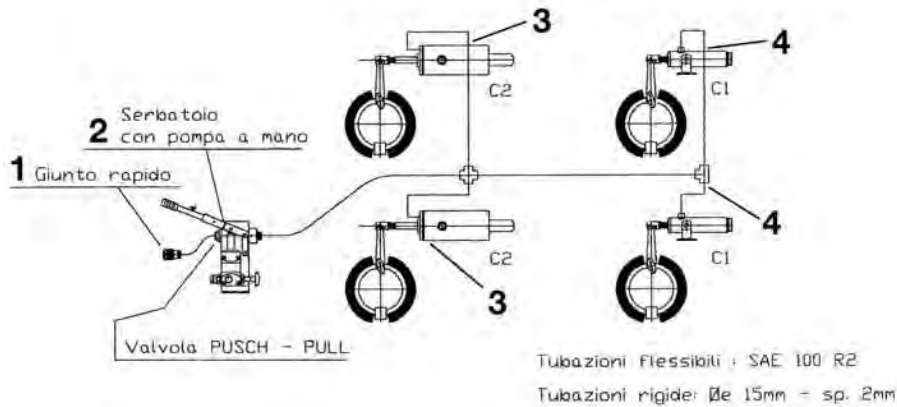 3
4
C2
C1
Serbatoio
2 con pompa a mano
1 Giunto rapido
4
C2
C1
3
Valvola PUSCH - PULL
Tubazioni flessibili : SAE 100 R2
Tubazioni rigide: Øe 15mm - sp. 2mm